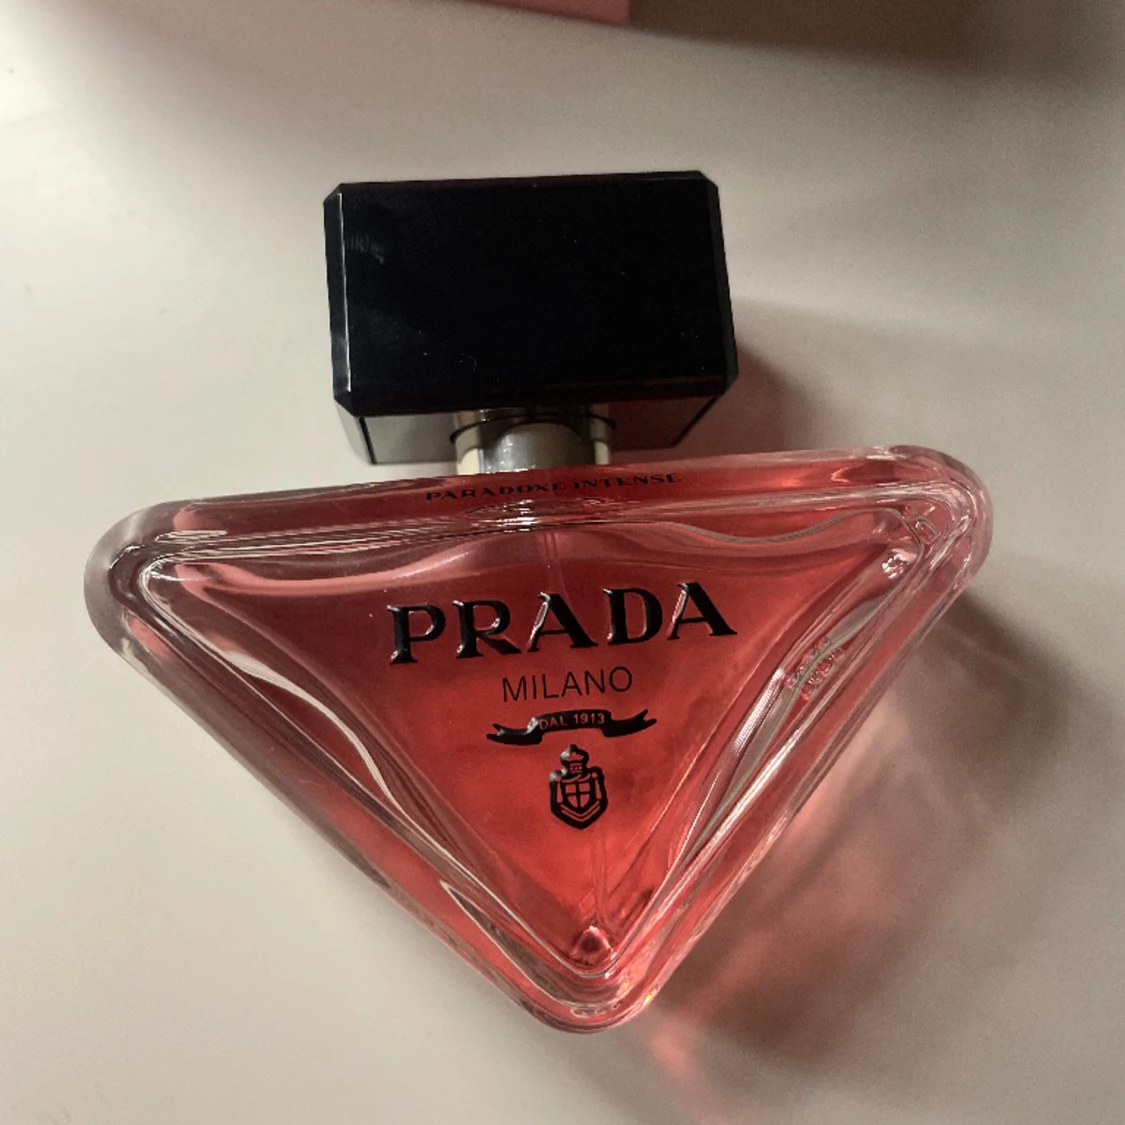 PARADOXE INTENSE
PRADA
MILANO
DAL 1913